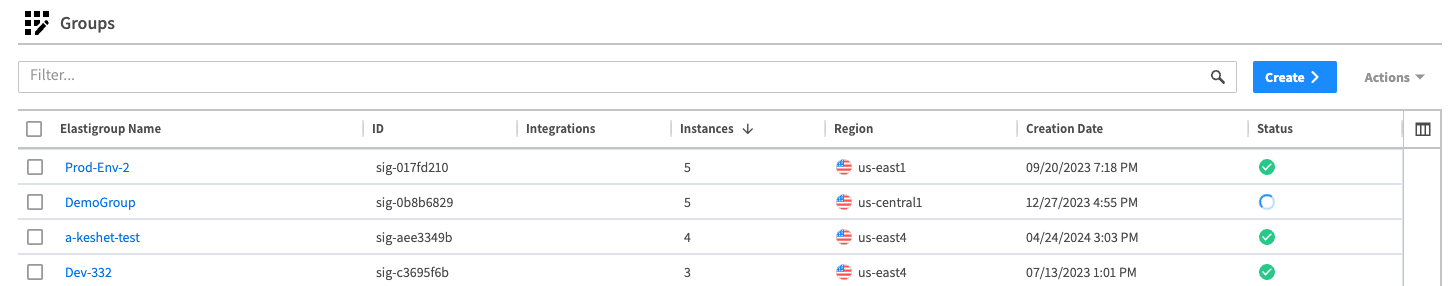 Groups
Filter...
Create
Actions
Elastigroup Name ID Integrations Instances Region Creation Date Status
Prod-Env-2 sig-017fd210 5 us-east1 09/20/2023 7:18 PM
DemoGroup sig-0b8b6829 5 us-central1 12/27/2023 4:55 PM
a-keshet-test sig-aee3349b 4 us-east4 04/24/2024 3:03 PM
Dev-332 sig-c3695f6b 3 us-east4 07/13/2023 1:01 PM